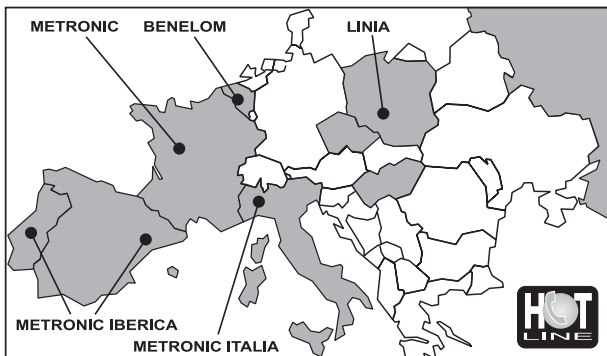 METRONIC
BENELOM
LINIA
METRONIC IBERICA
METRONIC ITALIA
HOT
LINE